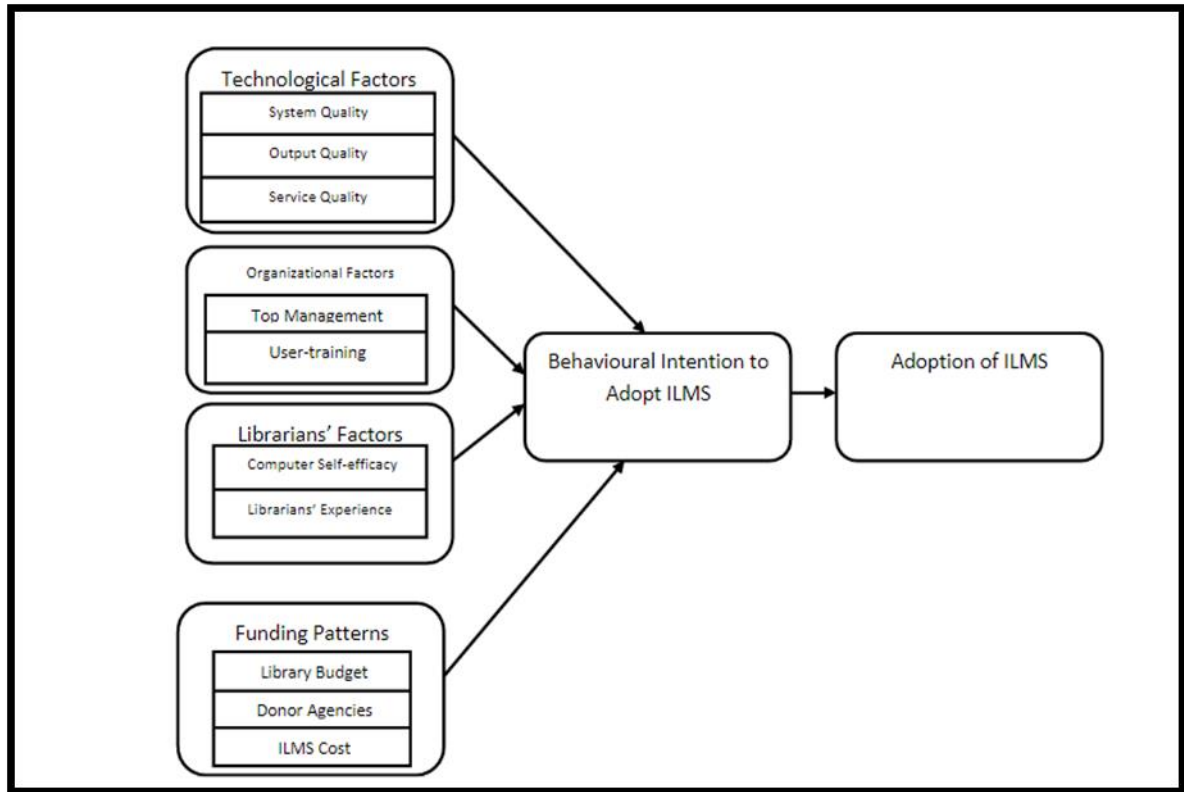 Technological Factors
System Quality
Output Quality
Service Quality
Organizational Factors
Top Management
User-training
Librarians’ Factors
Computer Self-efficacy
Librarians’ Experience
Funding Patterns
Library Budget
Donor Agencies
ILMS Cost
Behavioural Intention to
Adopt ILMS
Adoption of ILMS